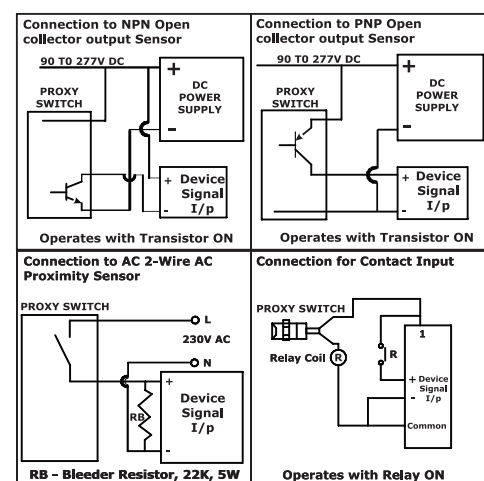 Connection to NPN Open
collector output Sensor
90 T0 277V DC
PROXY
SWITCH
+
DC
POWER
SUPPLY
-
+ Device
Signal
- I/p
Operates with Transistor ON
Connection to PNP Open
collector output Sensor
90 T0 277V DC
PROXY
SWITCH
+
DC
POWER
SUPPLY
-
+ Device
Signal
- I/p
Operates with Transistor ON
Connection to AC 2-Wire AC
Proximity Sensor
PROXY SWITCH
L
230V AC
N
+
RB
Device
Signal
I/p
-
RB – Bleeder Resistor, 22K, 5W
Connection for Contact Input
PROXY SWITCH
1
Relay Coil R
R
+ Device
Signal
- I/p
Common
Operates with Relay ON